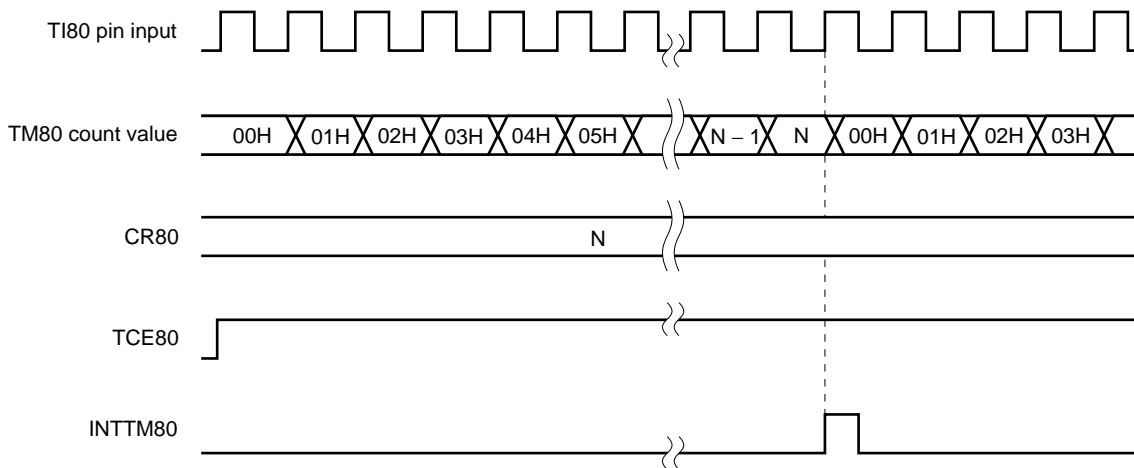 TI80 pin input
TM80 count value 00H 01H 02H 03H 04H 05H N – 1 N 00H 01H 02H 03H
CR80 N
TCE80
INTTM80